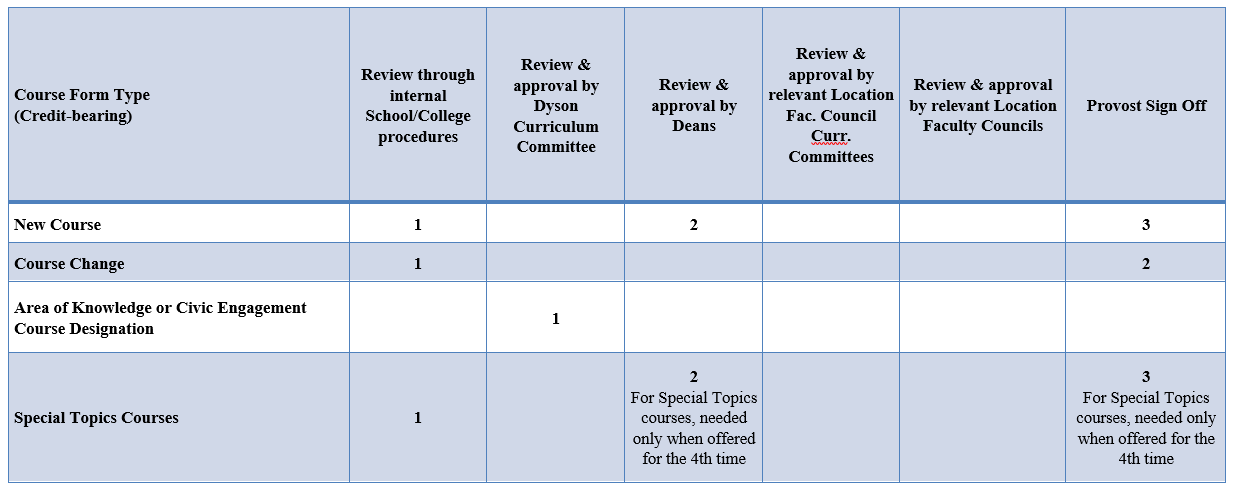 Course Form Type
(Credit-bearing)
Review through
internal
School/College
procedures
Review &
approval by
Dyson
Curriculum
Committee
Review &
approval by
Deans
Review &
approval by
relevant Location
Fac. Council
Curr.
Committees
Review & approval
by relevant Location
Faculty Councils
Provost Sign Off
New Course
1
2
3
Course Change
1
2
Area of Knowledge or Civic Engagement
Course Designation
1
Special Topics Courses
1
2
For Special Topics
courses, needed
only when offered
for the 4th time
3
For Special Topics
courses, needed only
when offered for the
4th time